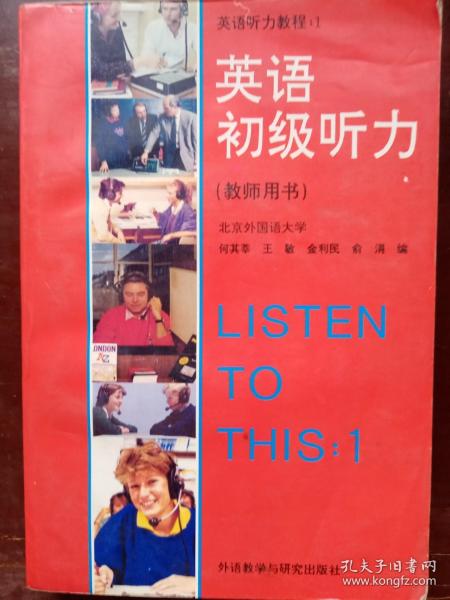 英语听力教程:1
英语
初级听力
(教师用书)
北京外国语大学
何其莘 王 敏 金利民 俞 涓 编
LISTEN
TO
THIS:1
LONDON
A-Z
外语教学与研究出版社
孔夫子旧书网
www.kongfz.com